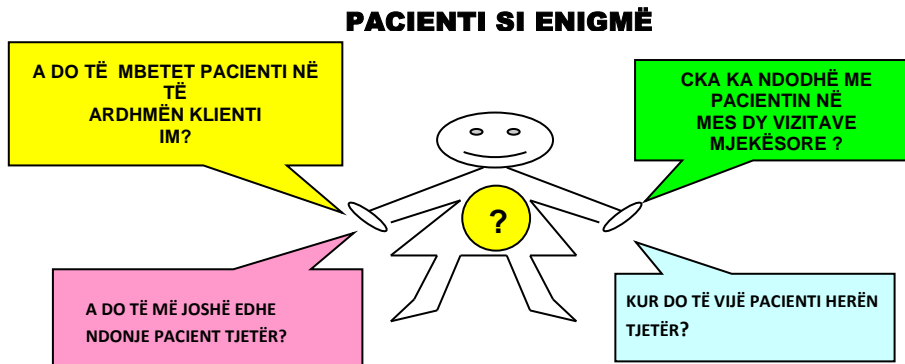 PACIENTI SI ENIGMË
A DO TË MBETET PACIENTI NË
TË
ARDHMËN KLIENTI
IM?
CKA KA NDODHË ME
PACIENTIN NË
MES DY VIZITAVE
MJEKËSORE ?
?
A DO TË MË JOSHË EDHE
NDONJE PACIENT TJETËR?
KUR DO TË VIJË PACIENTI HERËN
TJETËR?